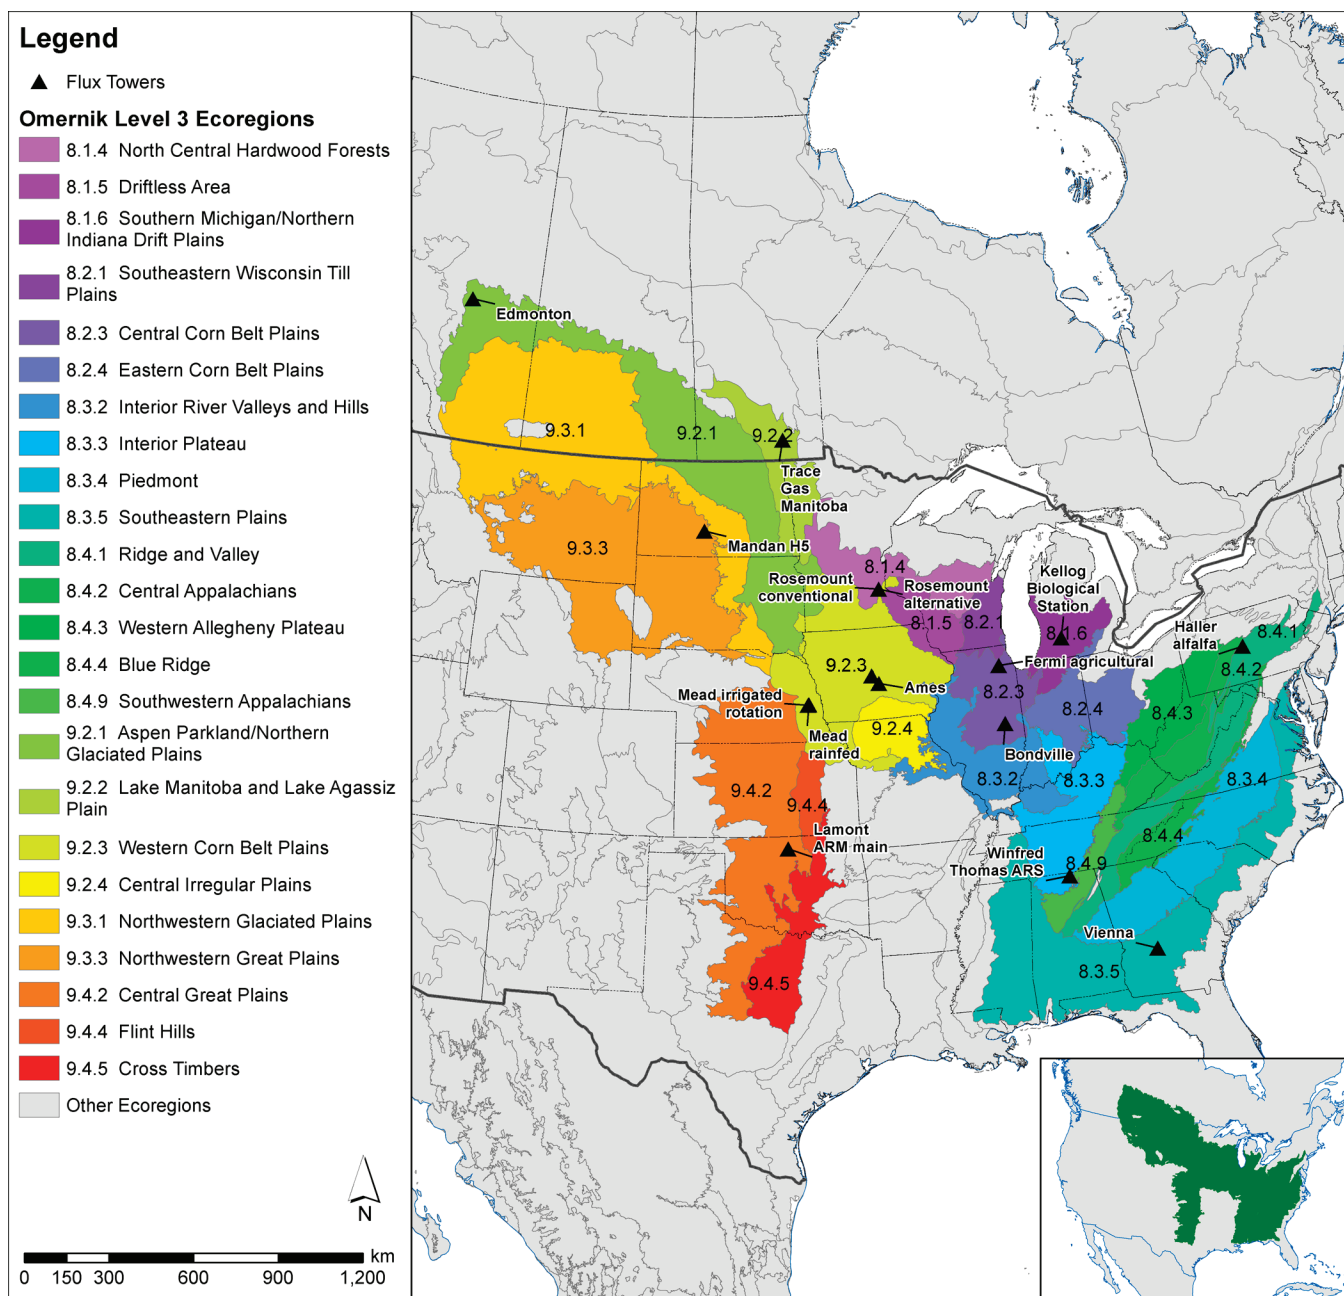 Legend
Flux Towers
Omernik Level 3 Ecoregions
8.1.4 North Central Hardwood Forests
8.1.5 Driftless Area
8.1.6 Southern Michigan/Northern
Indiana Drift Plains
8.2.1 Southeastern Wisconsin Till
Plains
8.2.3 Central Corn Belt Plains
8.2.4 Eastern Corn Belt Plains
8.3.2 Interior River Valleys and Hills
8.3.3 Interior Plateau
8.3.4 Piedmont
8.3.5 Southeastern Plains
8.4.1 Ridge and Valley
8.4.2 Central Appalachians
8.4.3 Western Allegheny Plateau
8.4.4 Blue Ridge
8.4.9 Southwestern Appalachians
9.2.1 Aspen Parkland/Northern
Glaciated Plains
9.2.2 Lake Manitoba and Lake Agassiz
Plain
9.2.3 Western Corn Belt Plains
9.2.4 Central Irregular Plains
9.3.1 Northwestern Glaciated Plains
9.3.3 Northwestern Great Plains
9.4.2 Central Great Plains
9.4.4 Flint Hills
9.4.5 Cross Timbers
Other Ecoregions
N
km
0 150 300 600 900 1,200
Edmonton
9.3.1
9.2.1
9.2.2
Trace
Gas
Manitoba
9.3.3
Mandan H5
8.1.4
Rosemount
conventional
Rosemount
alternative
Kellog
Biological
Station
8.1.5
8.2.1
8.1.6
Haller
alfalfa
8.4.1
8.4.2
Fermi agricultural
9.2.3
Ames
8.2.3
8.2.4
8.4.3
Mead irrigated
rotation
Mead
rainfed
9.2.4
Bondville
8.3.2
8.3.3
8.3.4
9.4.2
9.4.4
Lamont
ARM main
8.4.4
Winfred
Thomas ARS
8.4.9
Vienna
8.3.5
9.4.5